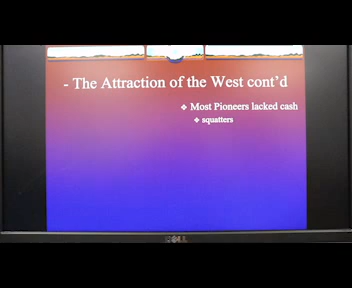 - The Attraction of the West cont'd
❖ Most Pioneers lacked cash
❖ squatters
DELL